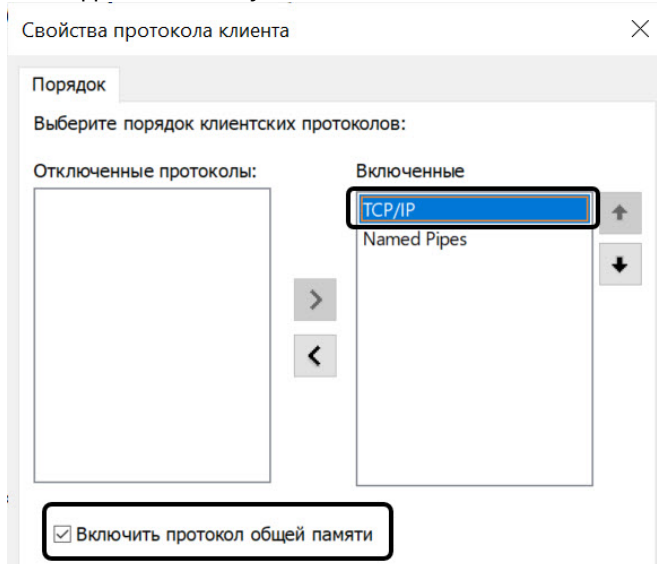 Свойства протокола клиента
Порядок
Выберите порядок клиентских протоколов:
Отключенные протоколы:
Включенные
TCP/IP
Named Pipes
Включить протокол общей памяти